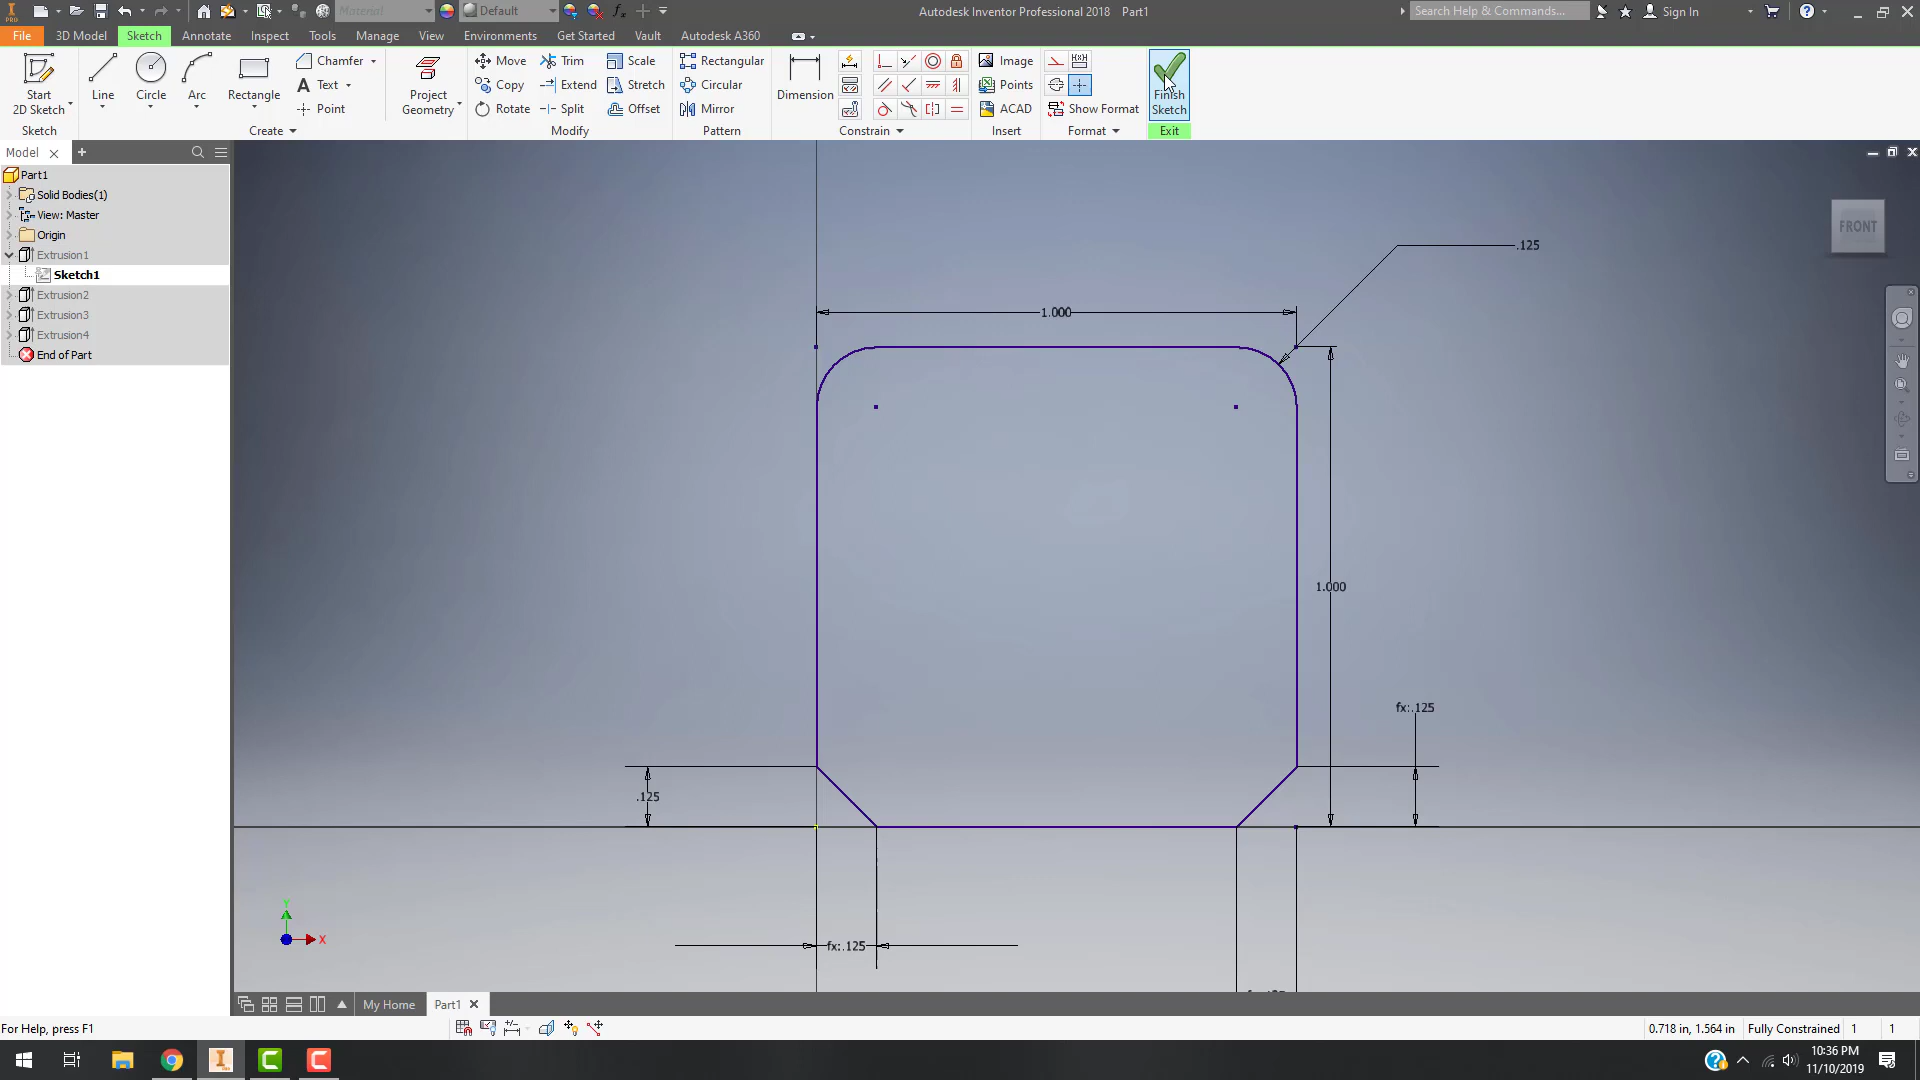 Material
Default
fx
Autodesk Inventor Professional 2018 Part1
Search Help & Commands...
Sign In
PRO
File 3D Model Sketch Annotate Inspect Tools Manage View Environments Get Started Vault Autodesk A360
Start
2D Sketch
Line
Circle
Arc
Rectangle
Chamfer
Text
Point
Project
Geometry
Move
Copy
Rotate
Trim
Extend
Split
Scale
Stretch
Offset
Rectangular
Circular
Mirror
Dimension
Image
Points
ACAD
Show Format
Finish
Sketch
Sketch
Create
Modify
Pattern
Constrain
Insert
Format
Exit
Model
Part1
Solid Bodies(1)
View: Master
Origin
Extrusion1
Sketch1
Extrusion2
Extrusion3
Extrusion4
End of Part
FRONT
.125
1.000
1.000
fx:.125
.125
fx:.125
Y
X
My Home
Part1
For Help, press F1
0.718 in, 1.564 in
Fully Constrained
1
1
10:36 PM
11/10/2019